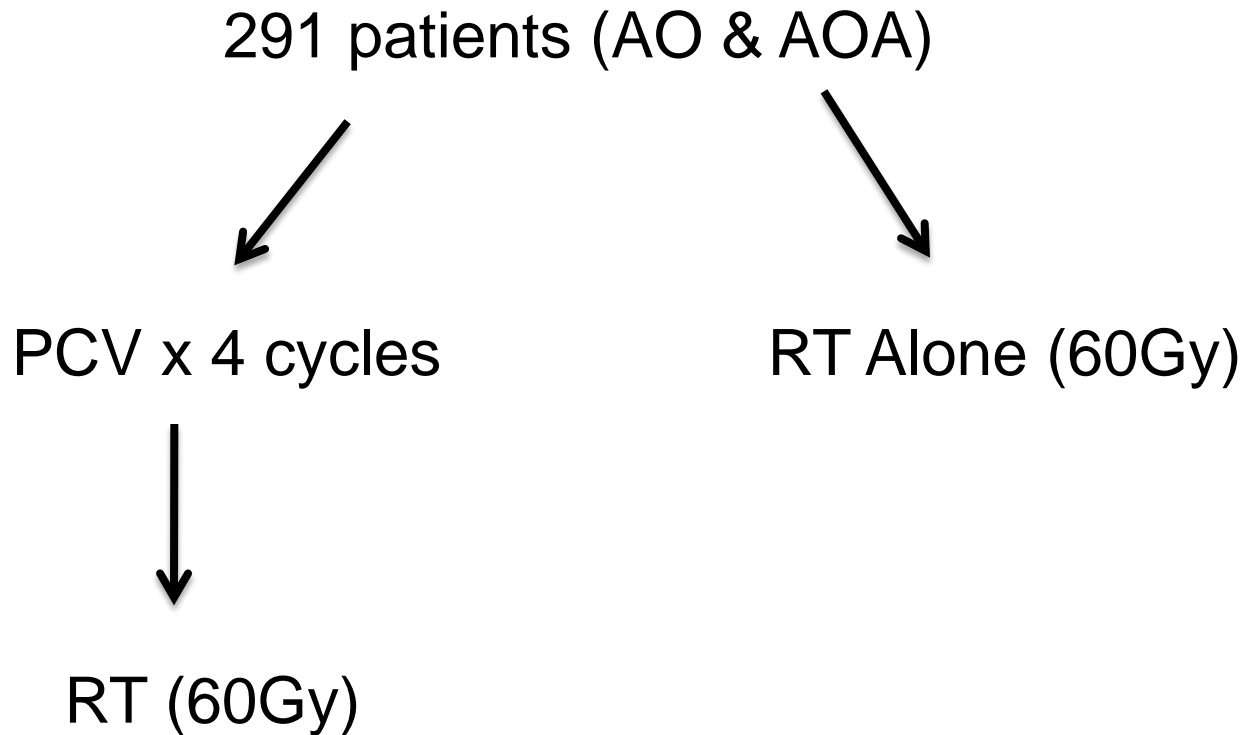 291 patients (AO & AOA)
PCV x 4 cycles
RT Alone (60Gy)
RT (60Gy)